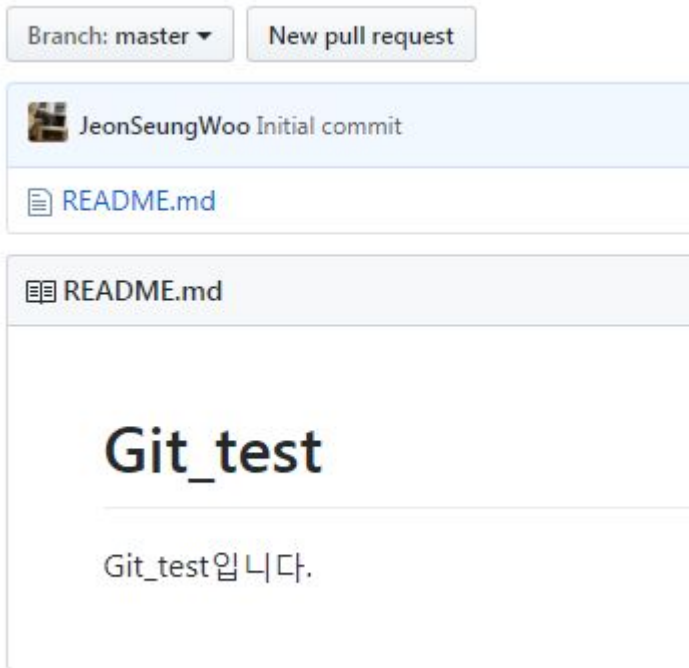 Branch: master New pull request
JeonSeungWoo Initial commit
README.md
README.md
Git_test
Git_test입니다.